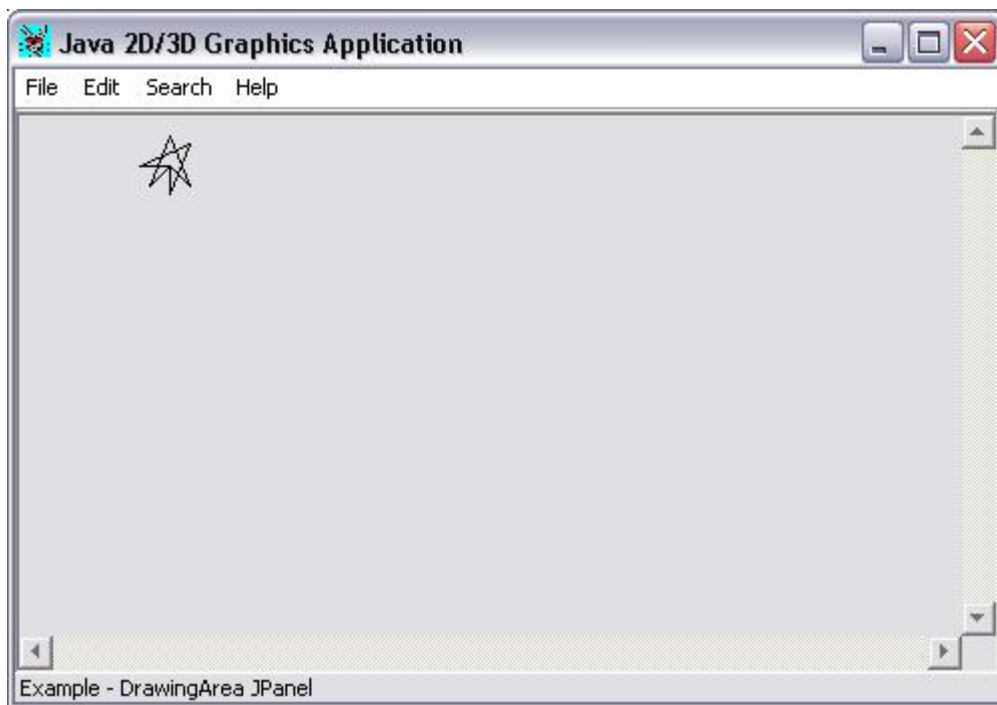 Java 2D/3D Graphics Application
File Edit Search Help
Example - DrawingArea JPanel